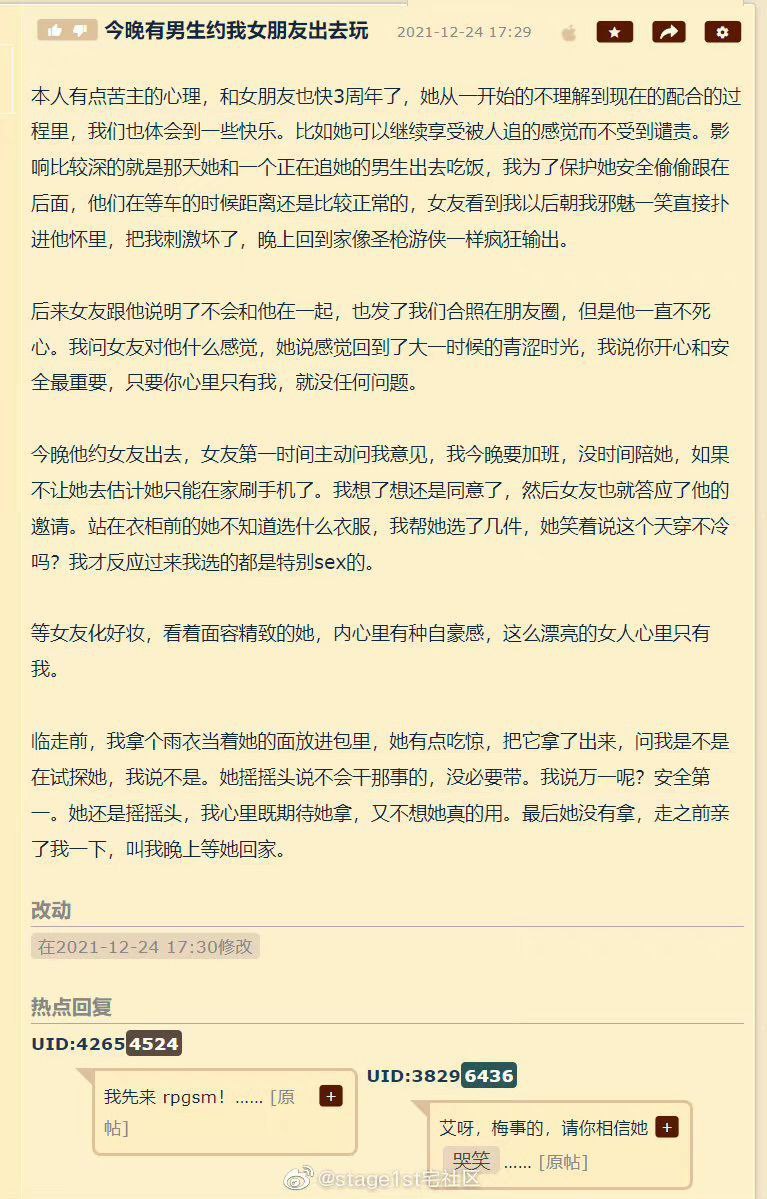 今晚有男生约我女朋友出去玩 2021-12-24 17:29
本人有点苦主的心理，和女朋友也快3周年了，她从一开始的不理解到现在的配合的过
程里，我们也体会到一些快乐。比如她可以继续享受被人追的感觉而不受到谴责。影
响比较深的就是那天她和一个正在追她的男生出去吃饭，我为了保护她安全偷偷跟在
后面，他们在等车的时候距离还是比较正常的，女友看到我以后朝我邪魅一笑直接扑
进他怀里，把我刺激坏了，晚上回到家像圣枪游侠一样疯狂输出。
后来女友跟他说明了不会和他在一起，也发了我们合照在朋友圈，但是他一直不死
心。我问女友对他什么感觉，她说感觉回到了大一时候的青涩时光，我说你开心和安
全最重要，只要你心里只有我，就没任何问题。
今晚他约女友出去，女友第一时间主动问我意见，我今晚要加班，没时间陪她，如果
不让她去估计她只能在家刷手机了。我想了想还是同意了，然后女友也就答应了他的
邀请。站在衣柜前的她不知道选什么衣服，我帮她选了几件，她笑着说这个天穿不冷
吗？我才反应过来我选的都是特别sex的。
等女友化好妆，看着面容精致的她，内心里有种自豪感，这么漂亮的女人心里只有
我。
临走前，我拿个雨衣当着她的面放进包里，她有点吃惊，把它拿了出来，问我是不是
在试探她，我说不是。她摇摇头说不会干那事的，没必要带。我说万一呢？安全第
一。她还是摇摇头，我心里既期待她拿，又不想她真的用。最后她没有拿，走之前亲
了我一下，叫我晚上等她回家。
改动
在2021-12-24 17:30修改
热点回复
UID:42654524
我先来 rpgsm！...... [原
帖]
+
UID:38296436
艾呀，梅事的，请你相信她
+
哭笑 ...... [原帖]
@stage1st宅社区